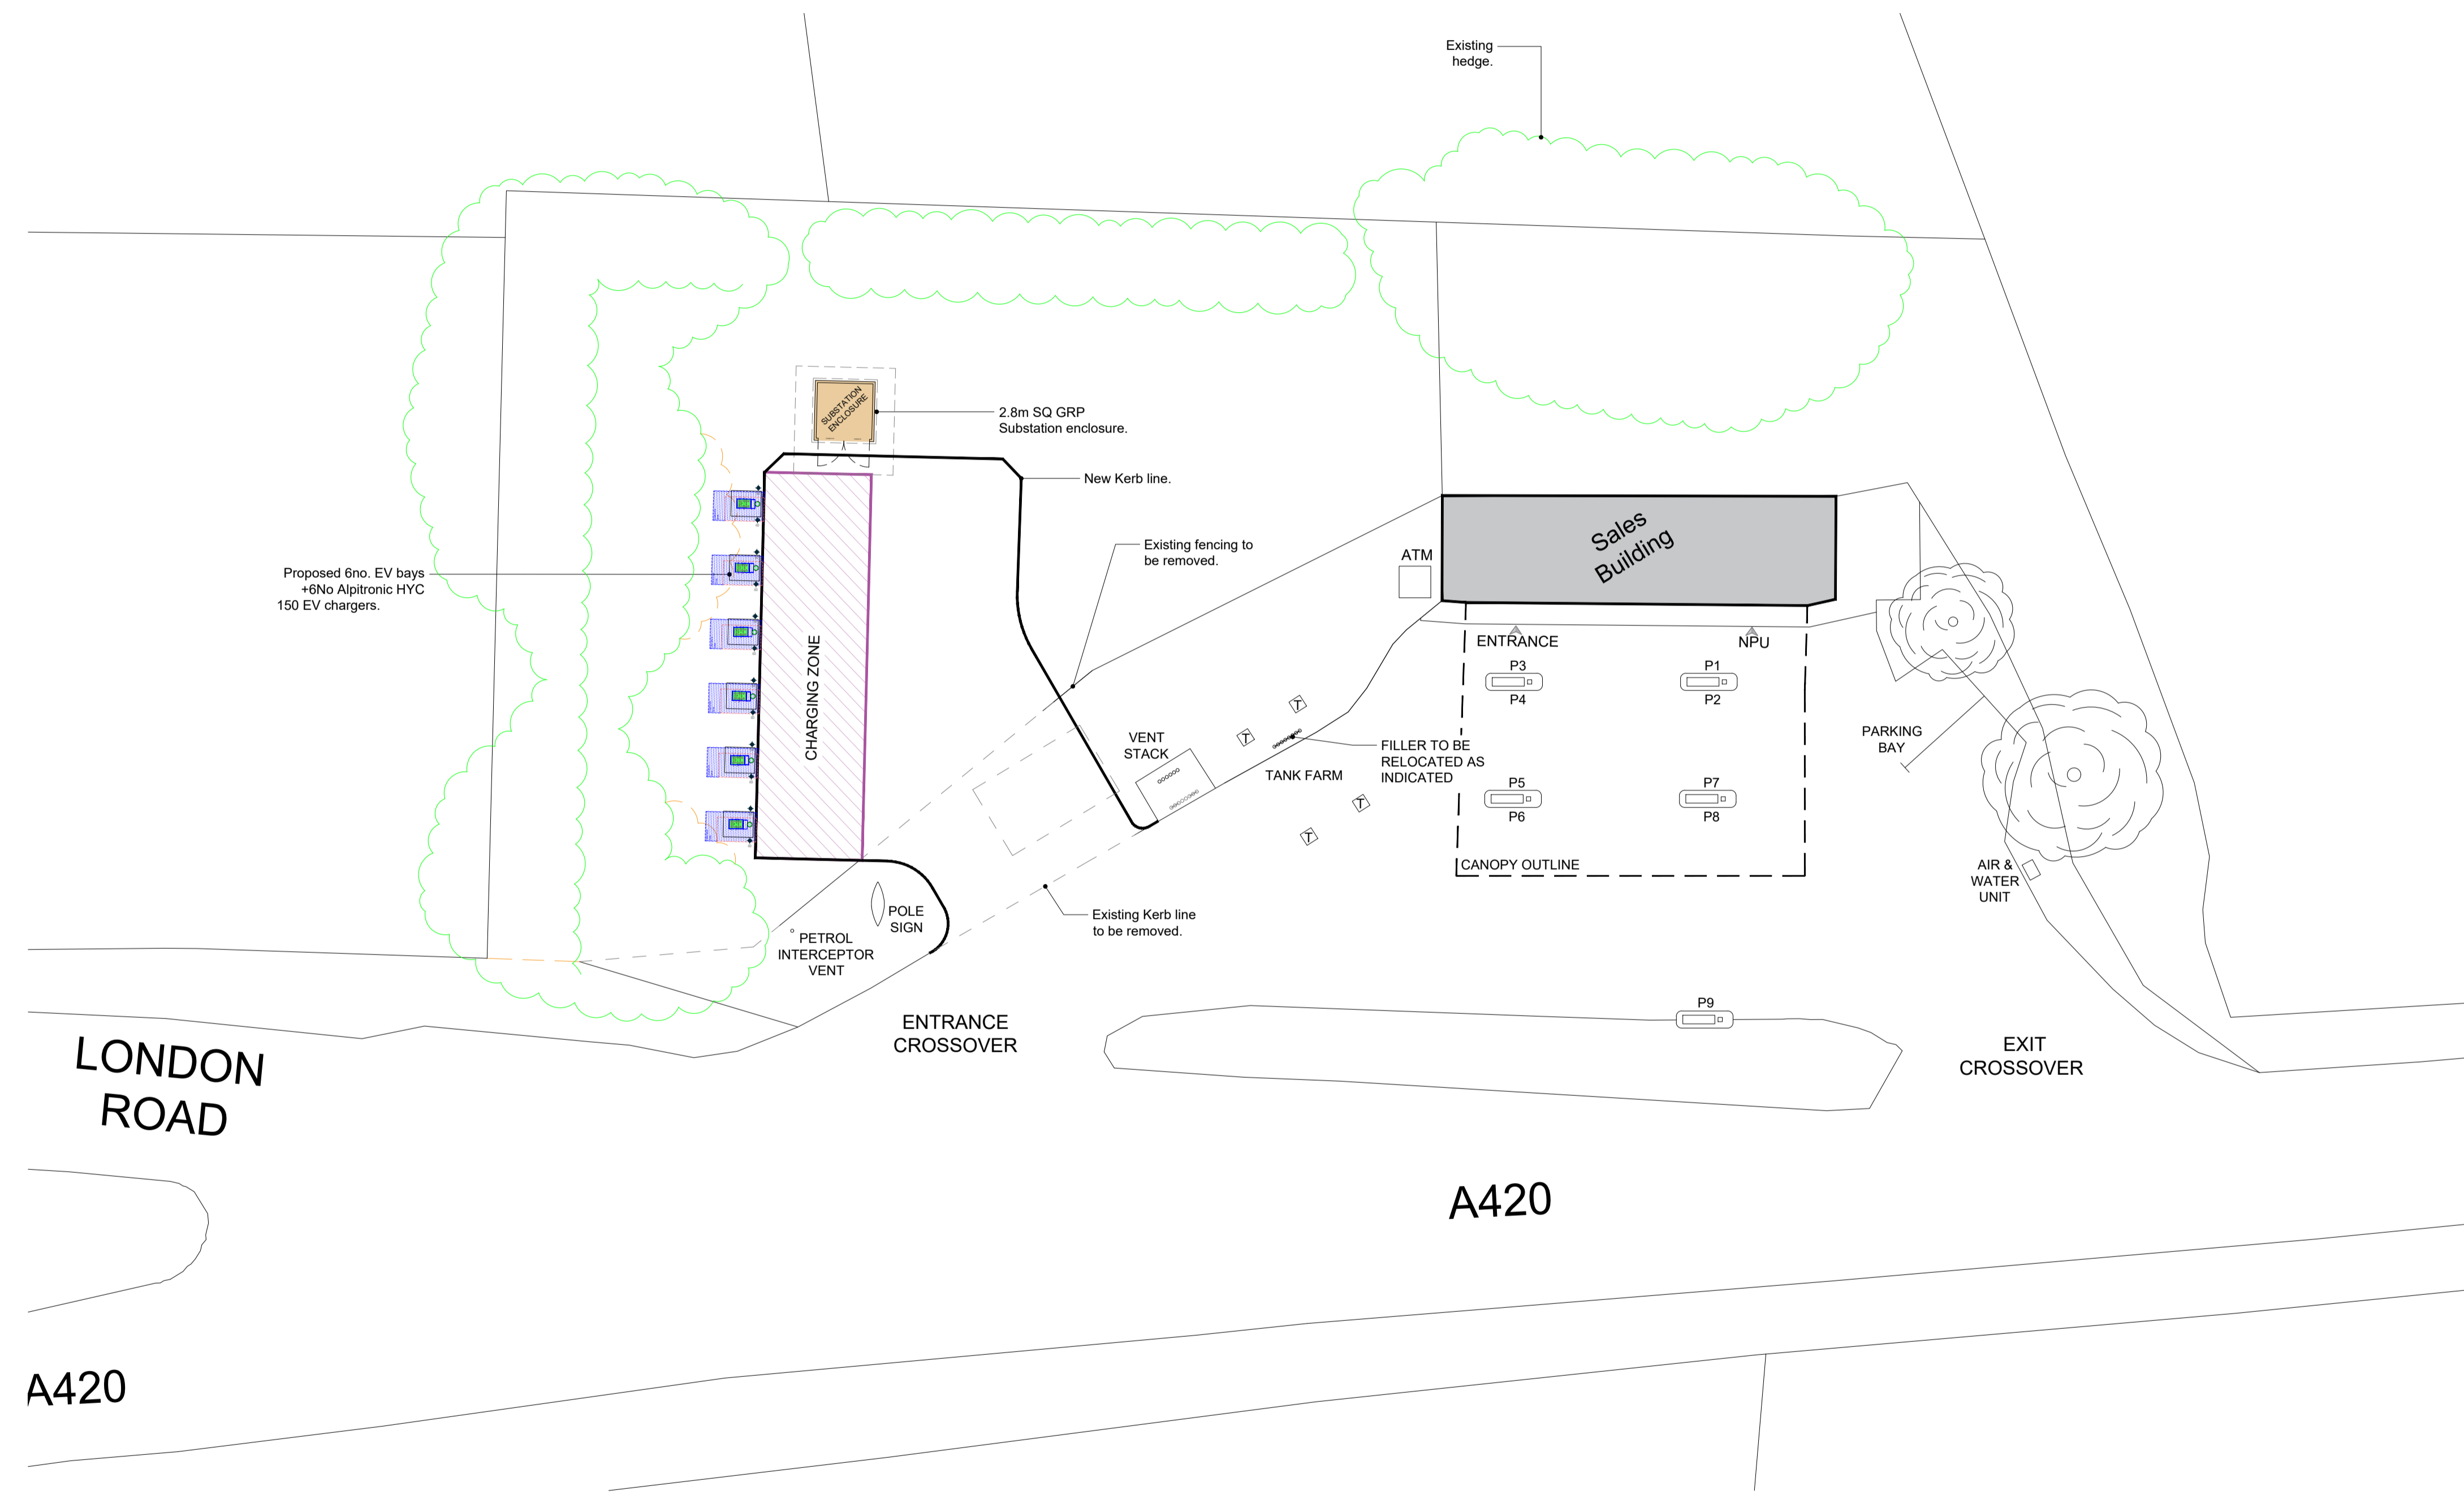 Existing
hedge.
SUBSTATION
ENCLOSURE
2.8m SQ GRP
Substation enclosure.
New Kerb line.
Existing fencing to
be removed.
Proposed 6no. EV bays
+6No Alpitronic HYC
150 EV chargers.
CHARGING ZONE
Sales
Building
ATM
ENTRANCE
NPU
P3
P4
P1
P2
VENT
STACK
T
T
FILLER TO BE
RELOCATED AS
INDICATED
TANK FARM
T
T
P5
P6
P7
P8
PARKING
BAY
CANOPY OUTLINE
AIR &
WATER
UNIT
POLE
SIGN
PETROL
INTERCEPTOR
VENT
Existing Kerb line
to be removed.
P9
ENTRANCE
CROSSOVER
EXIT
CROSSOVER
LONDON
ROAD
A420
A420